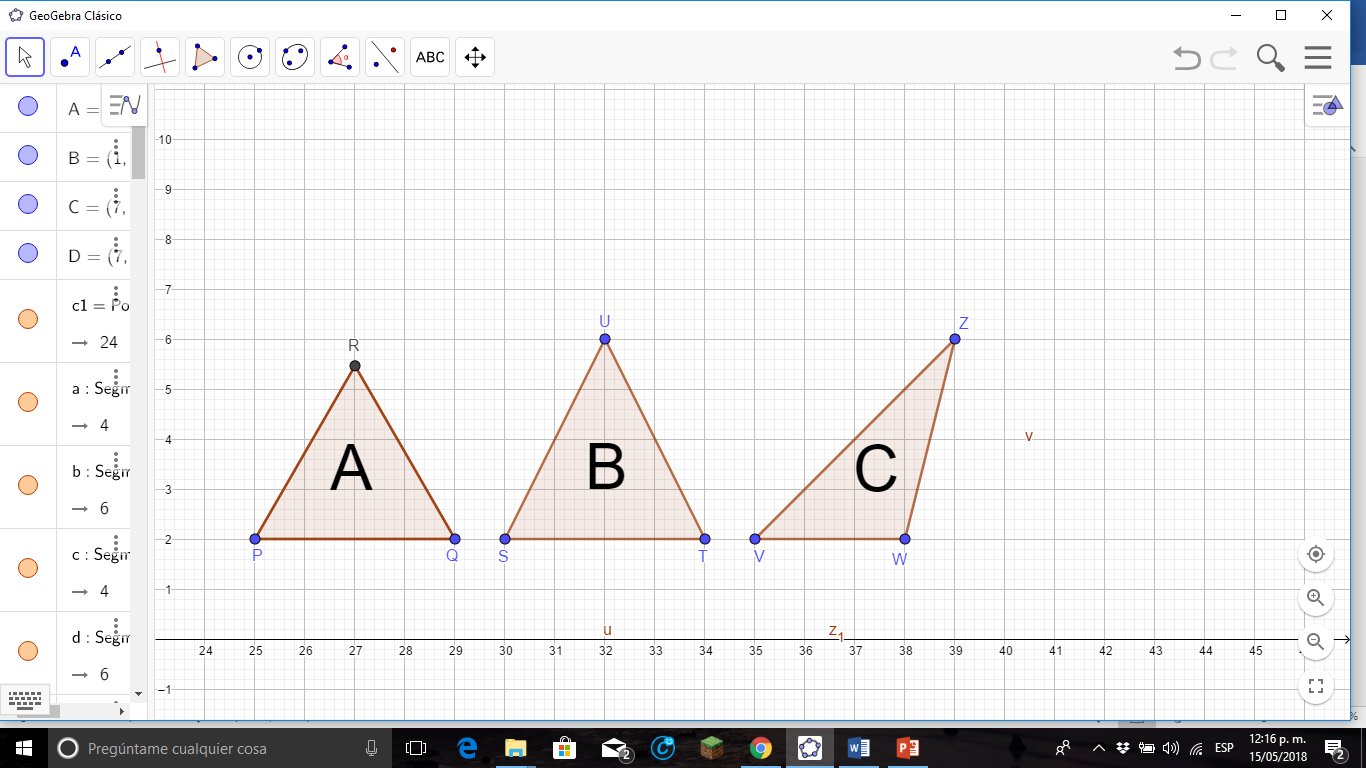 GeoGebra Clásico
A
α
ABC
A =
B = (1,
C = (7,
D = (7,
c1 = Po
→ 24
a : Segm
→ 4
b : Segm
→ 6
c : Segm
→ 4
d : Segm
→ 6
10
9
8
7
6
5
4
3
2
1
−1
R
U
Z
A
B
C
v
P
Q
S
T
V
W
u
z₁
24 25 26 27 28 29 30 31 32 33 34 35 36 37 38 39 40 41 42 43 44 45
%
Pregúntame cualquier cosa
2
ESP
12:16 p. m.
15/05/2018
2